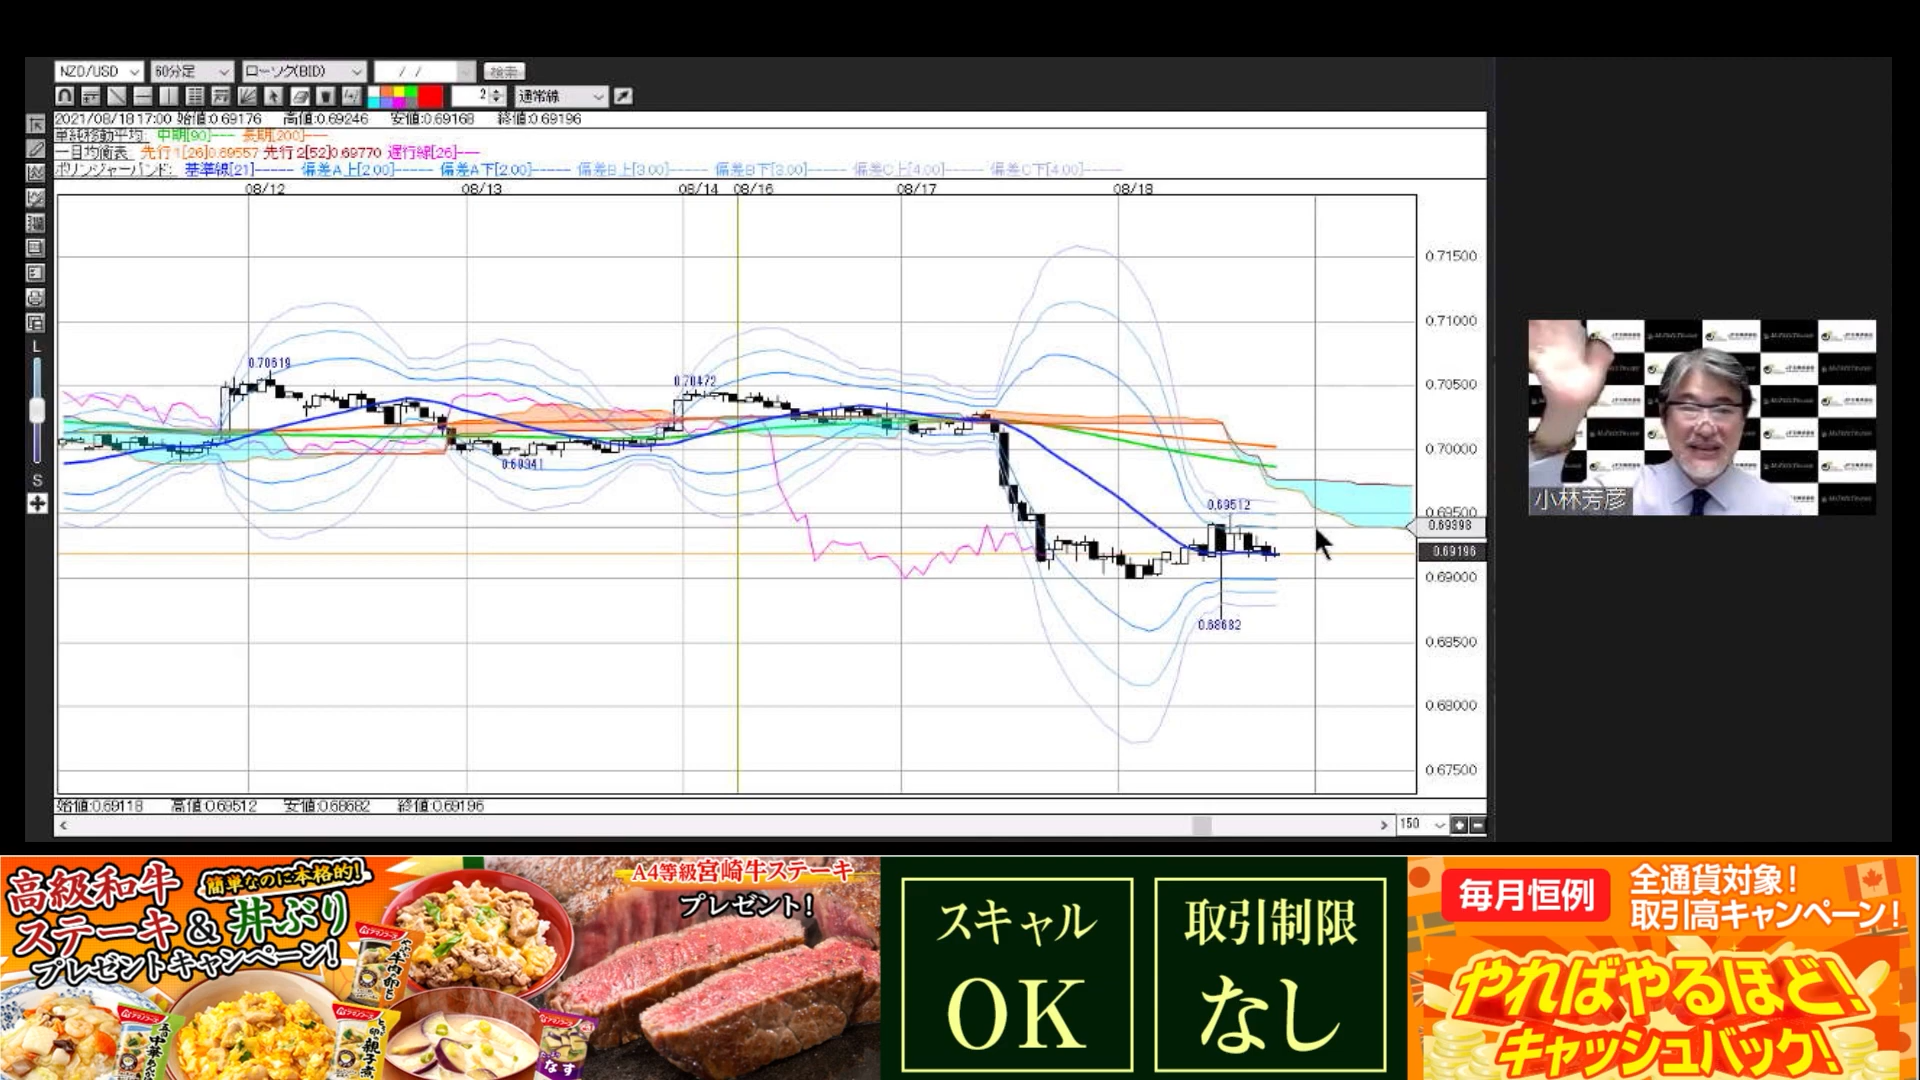 NZD/USD 60分足 ローソク(BID) / / 検索
2 通常線
2021/08/18 17:00 始値:0.69176 高値:0.69246 安値:0.69168 終値:0.69196
単純移動平均: 中期[90]--- 長期[200]---
一目均衡表 先行1[26]0.69557 先行2[52]0.69770 遅行線[26]---
ボリンジャーバンド: 基準線[21]----- 偏差A上[2.00]----- 偏差A下[2.00]----- 偏差B上[3.00]----- 偏差B下[3.00]----- 偏差C上[4.00]----- 偏差C下[4.00]-----
08/12 08/13 08/14 08/16 08/17 08/18
0.71500
0.71000
0.70619
0.70472
0.70500
0.70000
0.69941
0.69512
0.69500
0.69398
0.69196
0.69000
0.68682
0.68500
0.68000
0.67500
L
S
始値:0.69118 高値:0.69512 安値:0.68682 終値:0.69196
150
小林芳彦
高級和牛
ステーキ&丼ぶり
プレゼントキャンペーン!
簡単なのに本格的!
A4等級宮崎牛ステーキ
プレゼント!
スキャル
OK
取引制限
なし
毎月恒例
全通貨対象!
取引高キャンペーン!
やればやるほど!
キャッシュバック!